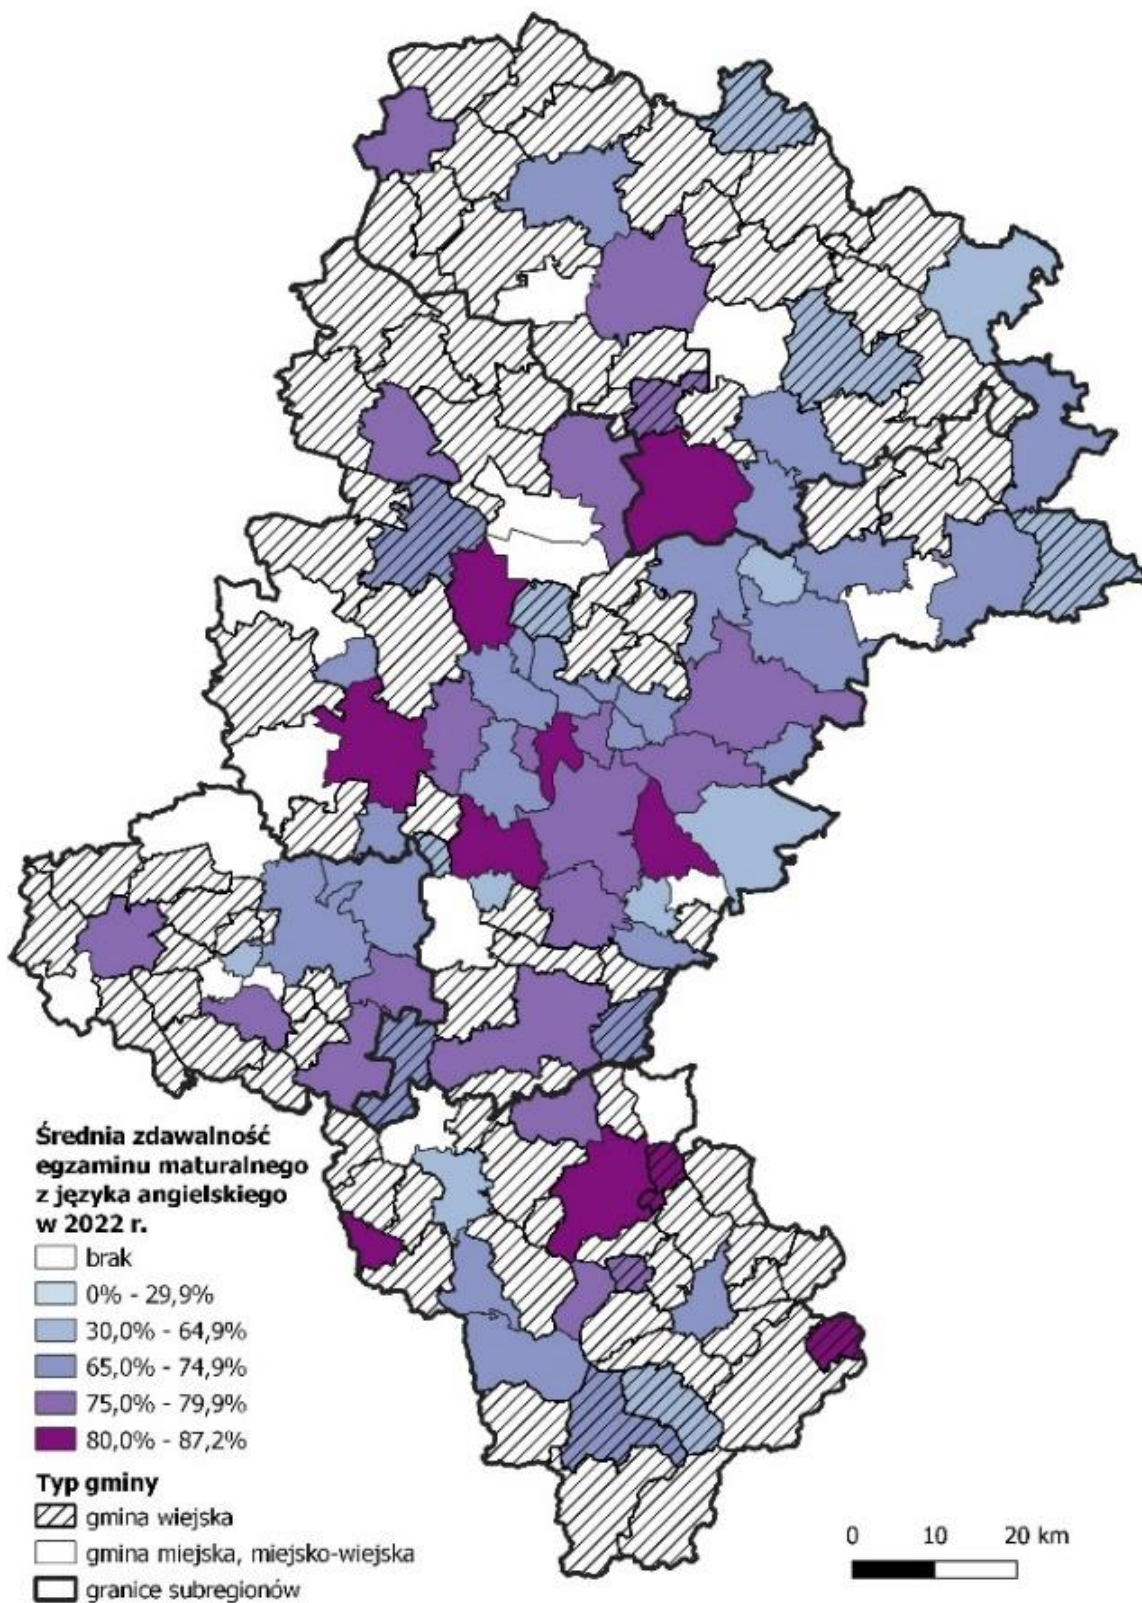 Średnia zdawalność
egzaminu maturalnego
z języka angielskiego
w 2022 r.
brak
0% - 29,9%
30,0% - 64,9%
65,0% - 74,9%
75,0% - 79,9%
80,0% - 87,2%
Typ gminy
gmina wiejska
gmina miejska, miejsko-wiejska
granice subregionów
0 10 20 km